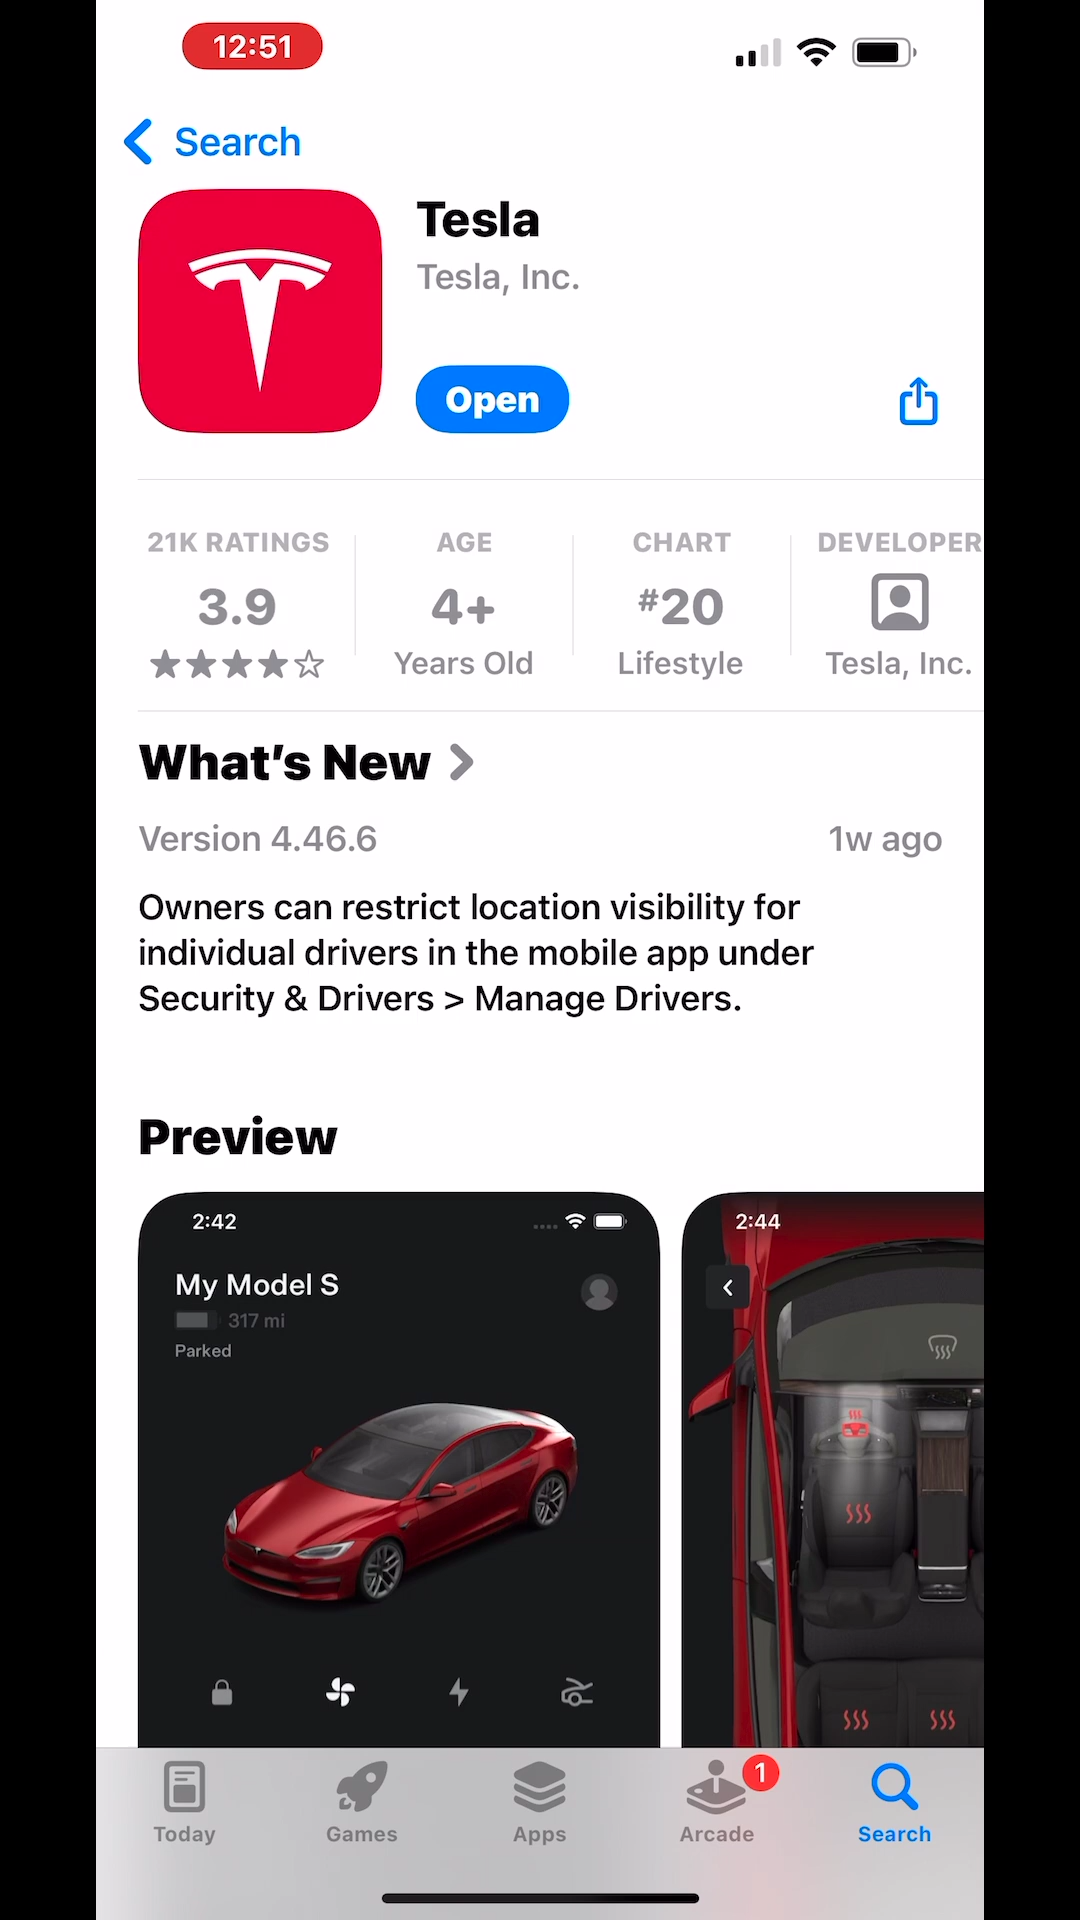 12:51
Search
Tesla
Tesla, Inc.
Open
21K RATINGS
3.9
AGE
4+
Years Old
CHART
#20
Lifestyle
DEVELOPER
Tesla, Inc.
What's New
Version 4.46.6
1w ago
Owners can restrict location visibility for
individual drivers in the mobile app under
Security & Drivers > Manage Drivers.
Preview
2:42
My Model S
317 mi
Parked
2:44
Today
Games
Apps
Arcade
1
Search